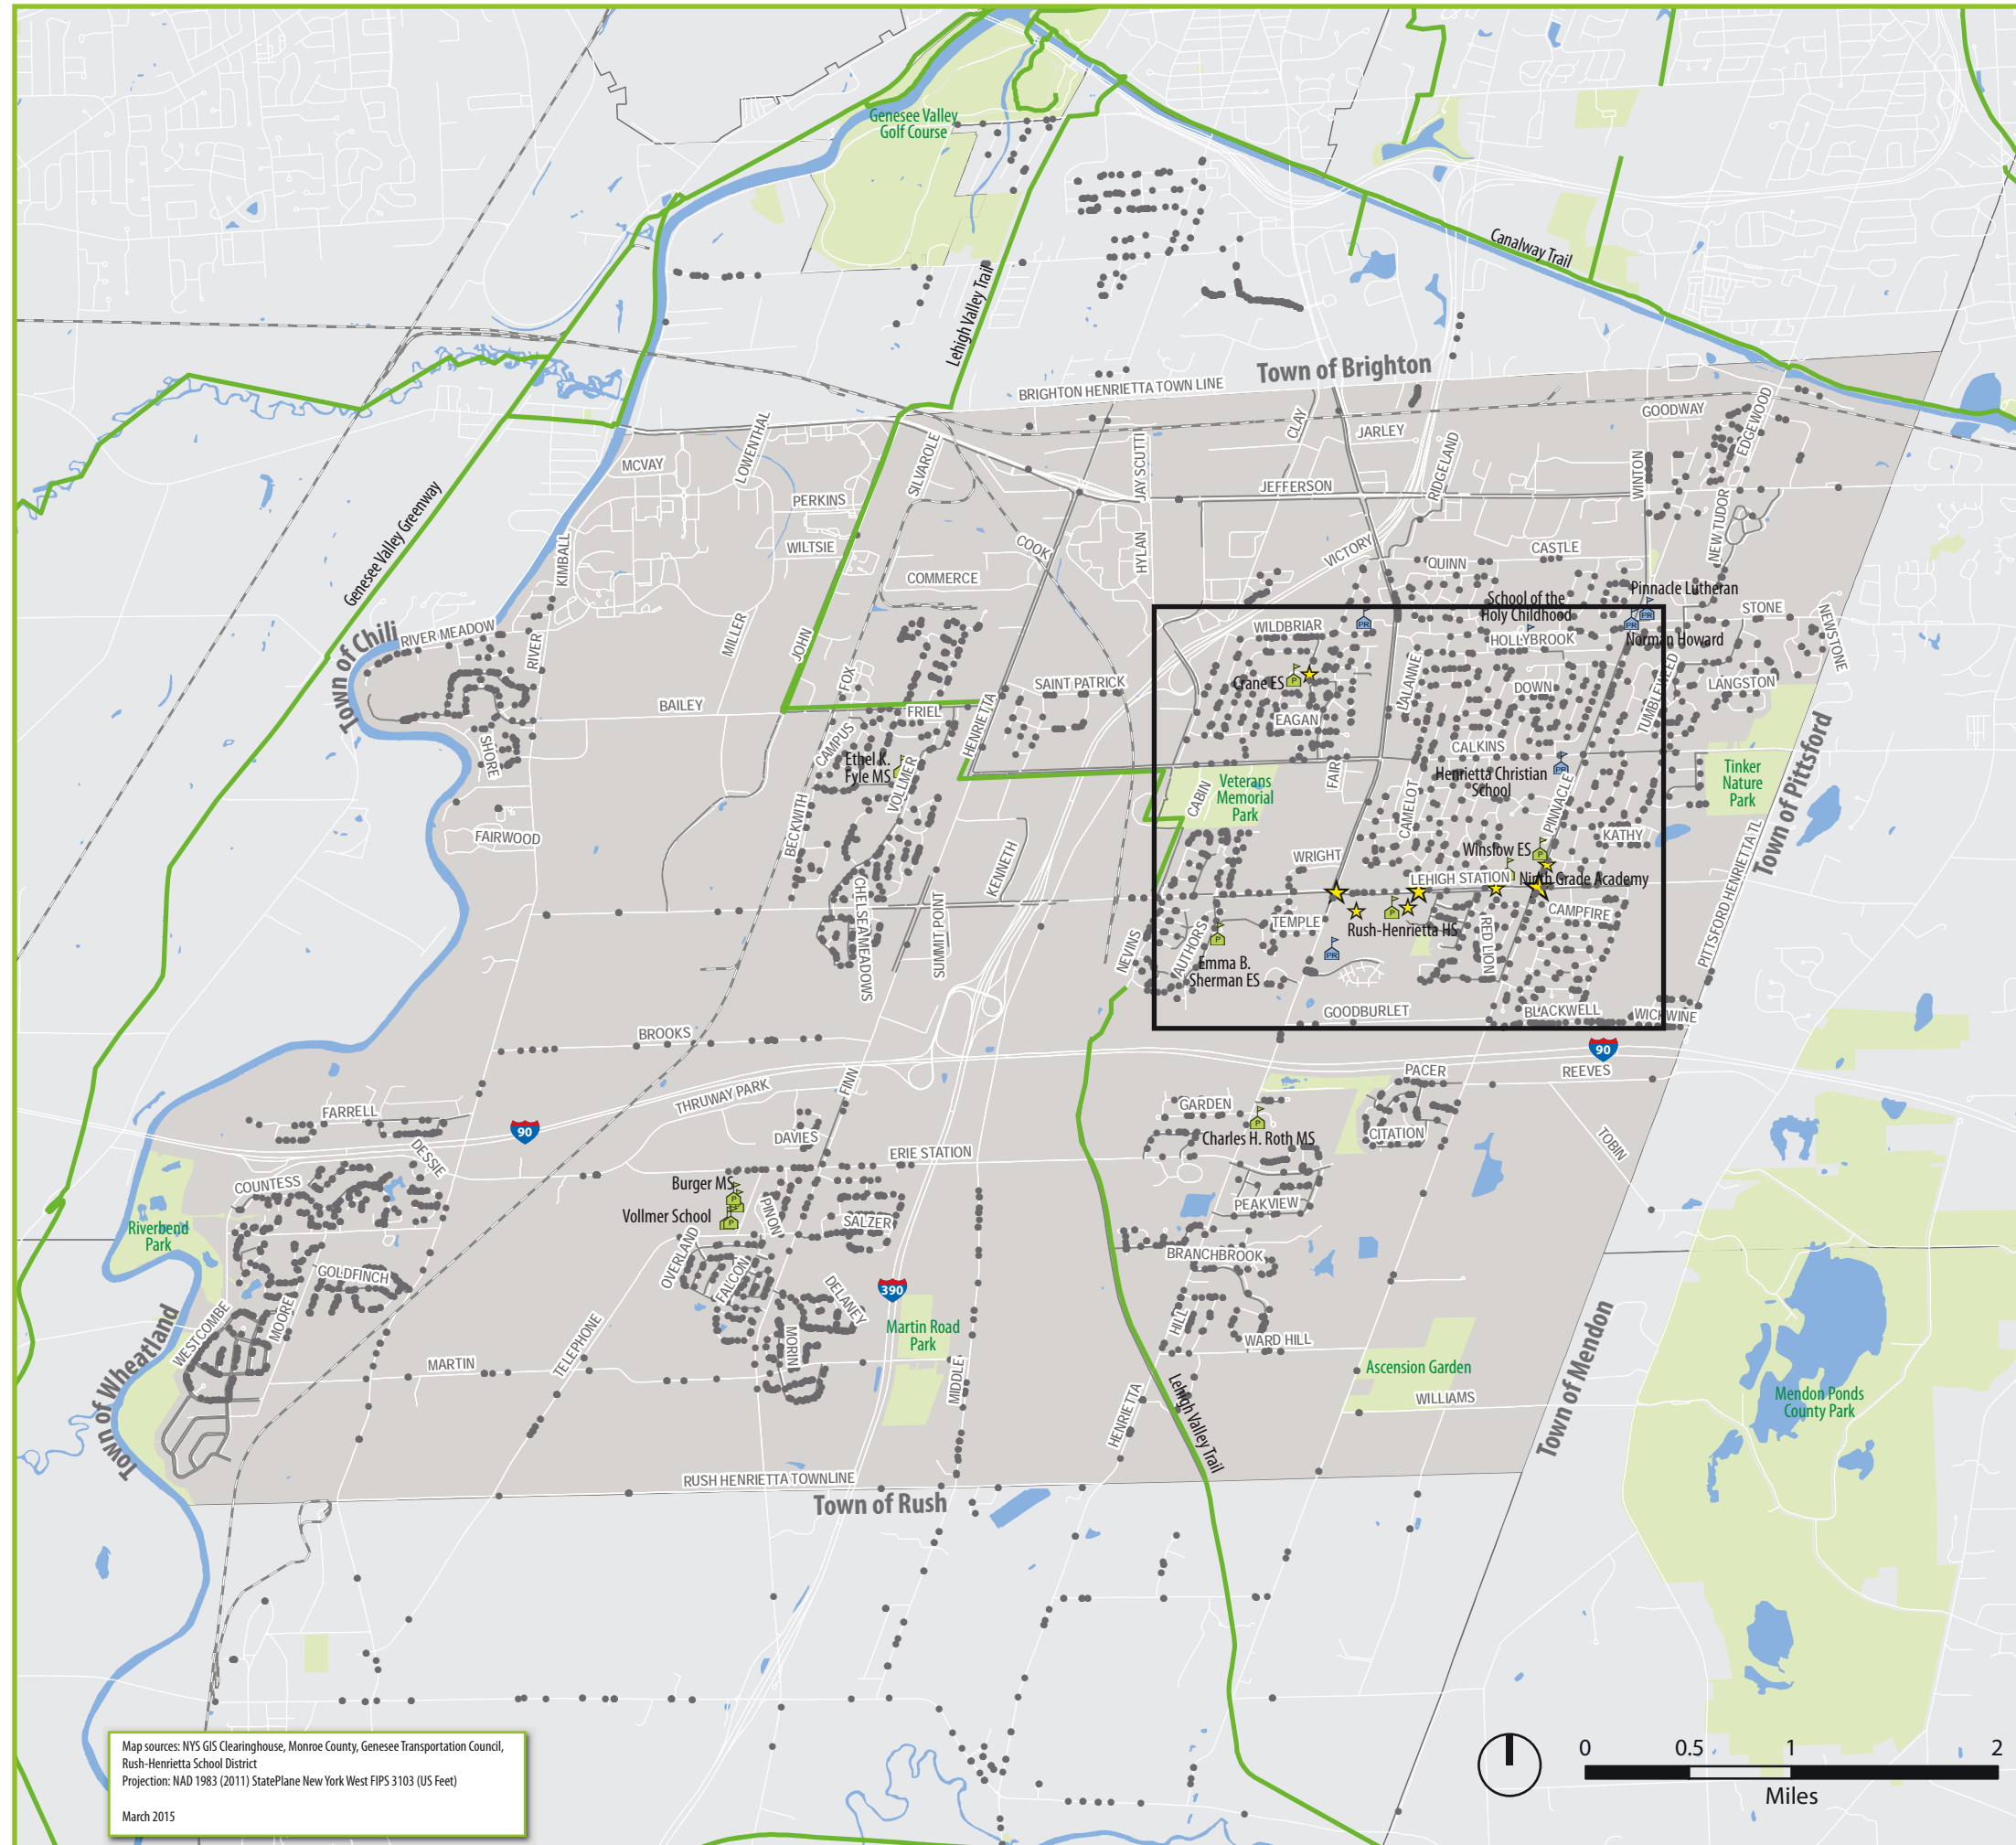 Genesee Valley
Golf Course
Canalway Trail
Lehigh Valley Trail
Town of Brighton
BRIGHTON HENRIETTA TOWN LINE
GOODWAY
EDGEWOOD
CLAY
JARLEY
LOWENTHAL
SILVAROLE
JAY SCUTTI
RIDGELAND
WINTON
MCVAY
JEFFERSON
PERKINS
Genesee Valley Greenway
NEW TUDOR
WILTSIE
COOK
HYLAN
VICTORY
CASTLE
KIMBALL
QUINN
COMMERCE
Pinnacle Lutheran
School of the
Holy Childhood
STONE
NEWSTONE
Town of Chili
RIVER MEADOW
WILDBRIAR
HOLLYBROOK
Norman Howard
PR
PR
PR
RIVER
MILLER
JOHN
FOX
LALANNE
TUMBLEWEED
Crane ES
P
SAINT PATRICK
DOWN
LANGSTON
BAILEY
FRIEL
HENRIETTA
EAGAN
CAMPUS
SHORE
CALKINS
Ethel K.
Fyle MS
VOLLMER
FAIR
Henrietta Christian
School
PR
Veterans
Memorial
Park
CABIN
Tinker
Nature
Park
Town of Pittsford
PINNACLE
CAMELOT
BECKWITH
FAIRWOOD
KATHY
KENNETH
WRIGHT
Winslow ES
P
LEHIGH STATION
Ninth Grade Academy
CHELSEA MEADOWS
SUMMIT POINT
CAMPFIRE
TEMPLE
P
Rush-Henrietta HS
RED LION
PITTSFORD HENRIETTA TL
NEVINS
AUTHORS
P
PR
Emma B.
Sherman ES
GOODBURLET
BLACKWELL
WICKWINE
BROOKS
90
REEVES
PACER
FINN
THRUWAY PARK
GARDEN
FARRELL
90
P
Charles H. Roth MS
CITATION
DAVIES
TOBIN
DESSIE
ERIE STATION
COUNTESS
Burger MS
P
Vollmer School
P
PINON
SALZER
PEAKVIEW
Riverbend
Park
OVERLAND
BRANCHBROOK
GOLDFINCH
FALCON
DELANEY
390
MOORE
WESTCOMBE
Martin Road
Park
HILL
WARD HILL
Town of Wheatland
TELEPHONE
MORIN
MARTIN
MIDDLE
Ascension Garden
WILLIAMS
Town of Mendon
Mendon Ponds
County Park
HENRIETTA
Lehigh Valley Trail
RUSH HENRIETTA TOWNLINE
Town of Rush
Map sources: NYS GIS Clearinghouse, Monroe County, Genesee Transportation Council,
Rush-Henrietta School District
Projection: NAD 1983 (2011) StatePlane New York West FIPS 3103 (US Feet)
March 2015
0 0.5 1 2
Miles